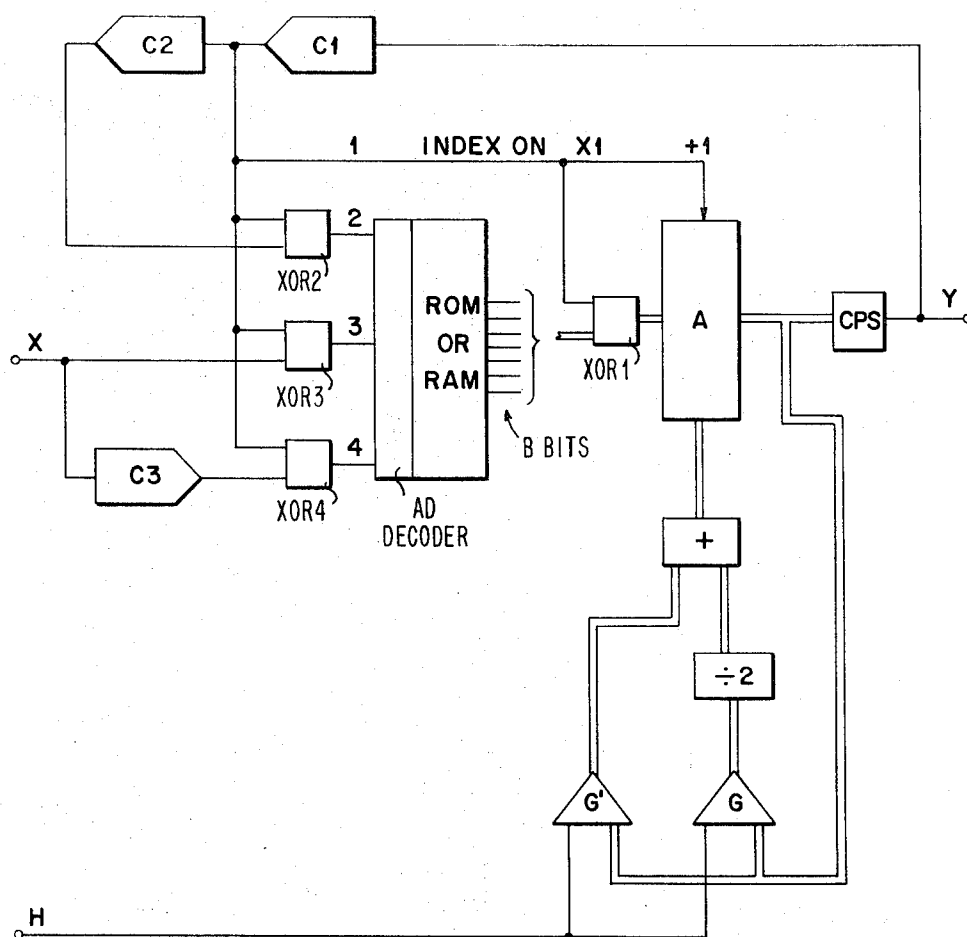 C2
C1
1 INDEX ON X1 +1
2
XOR2
ROM
OR
RAM
A
CPS
Y
X
3
XOR3
XOR1
B BITS
4
C3
XOR4
AD
DECODER
+
÷2
G'
G
H